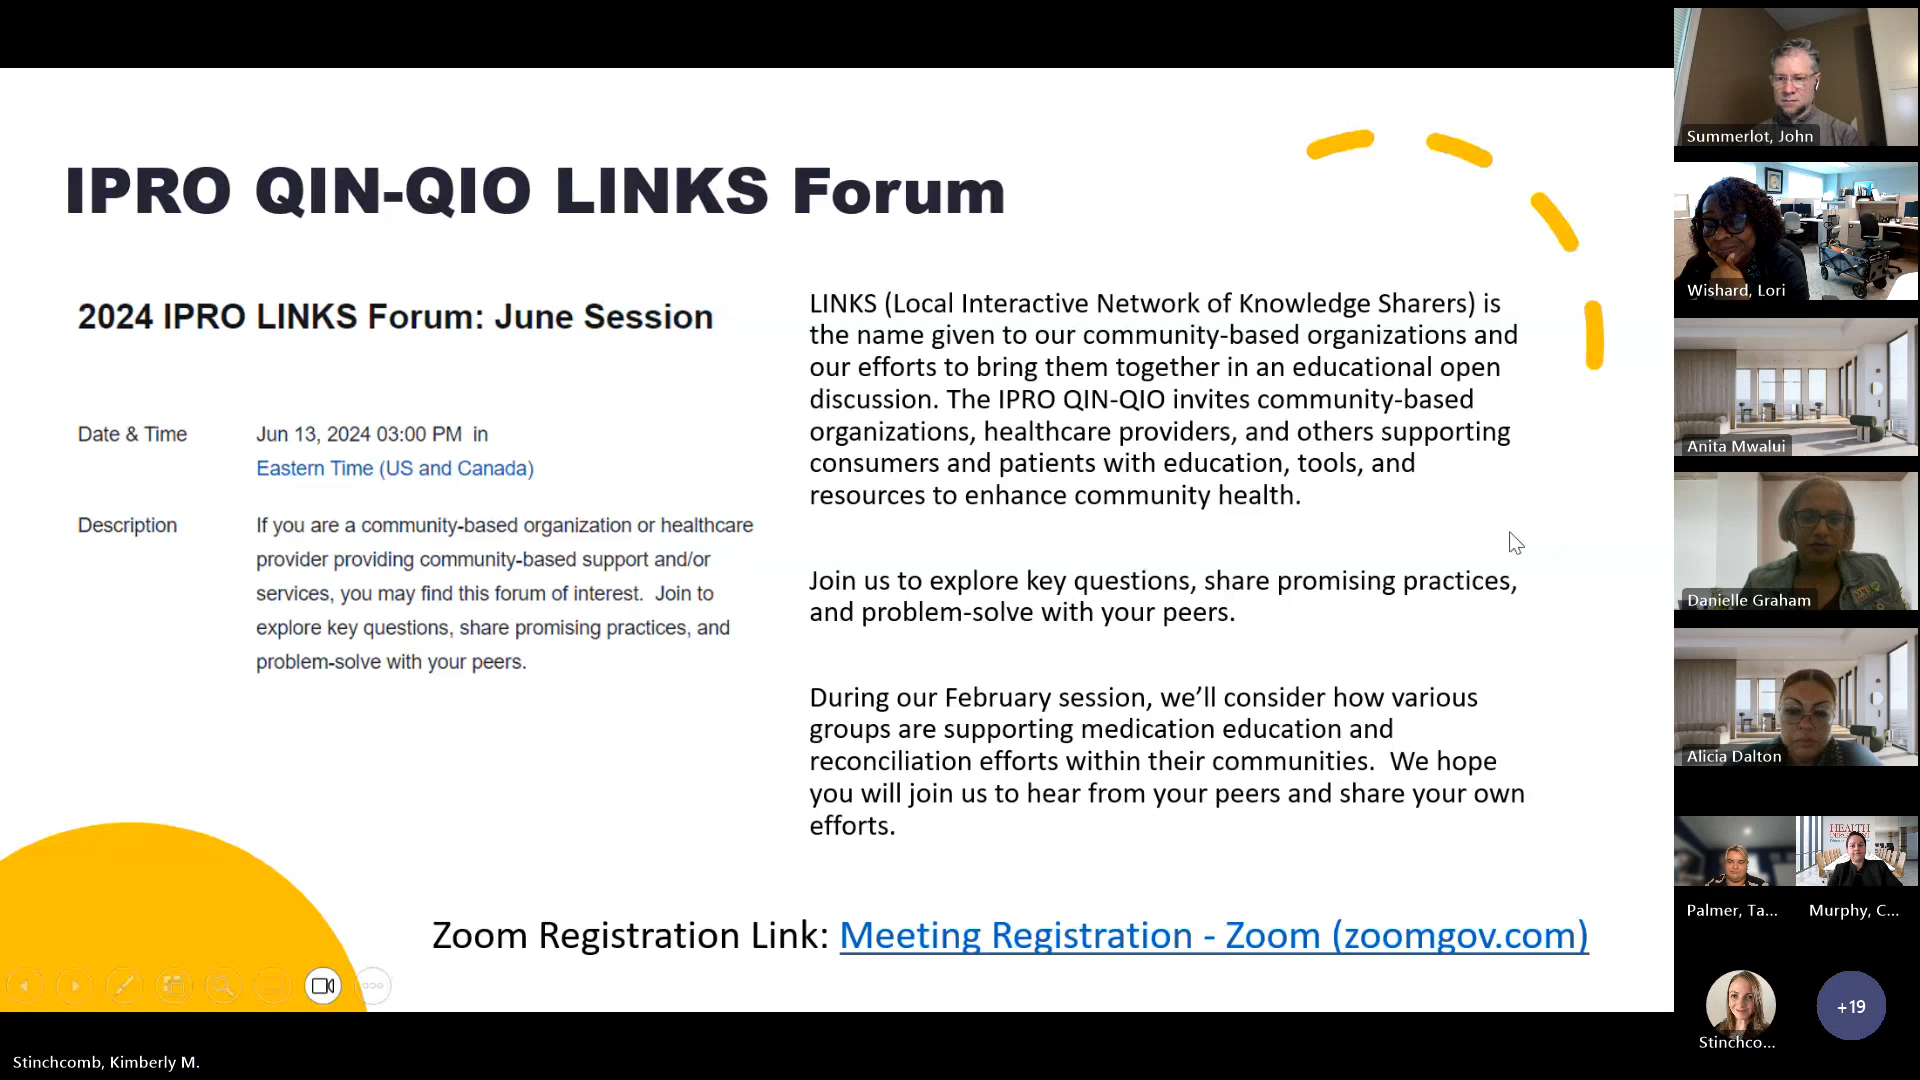 IPRO QIN-QIO LINKS Forum
2024 IPRO LINKS Forum: June Session
Date & Time
Jun 13, 2024 03:00 PM in
Eastern Time (US and Canada)
Description
If you are a community-based organization or healthcare
provider providing community-based support and/or
services, you may find this forum of interest. Join to
explore key questions, share promising practices, and
problem-solve with your peers.
LINKS (Local Interactive Network of Knowledge Sharers) is
the name given to our community-based organizations and
our efforts to bring them together in an educational open
discussion. The IPRO QIN-QIO invites community-based
organizations, healthcare providers, and others supporting
consumers and patients with education, tools, and
resources to enhance community health.
Join us to explore key questions, share promising practices,
and problem-solve with your peers.
During our February session, we’ll consider how various
groups are supporting medication education and
reconciliation efforts within their communities. We hope
you will join us to hear from your peers and share your own
efforts.
Zoom Registration Link: Meeting Registration - Zoom (zoomgov.com)
Stinchcomb, Kimberly M.
Summerlot, John
Wishard, Lori
Anita Mwalui
Danielle Graham
Alicia Dalton
HEALTH
Palmer, Ta...
Murphy, C...
Stinchco...
+19